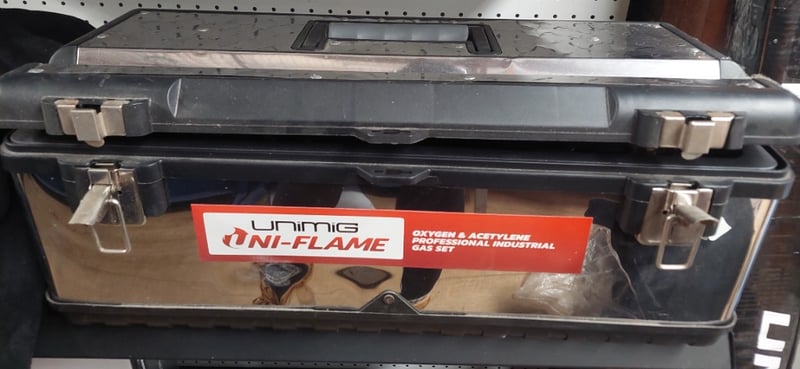 UNIMIG
UNI-FLAME
OXYGEN & ACETYLENE
PROFESSIONAL INDUSTRIAL
GAS SET